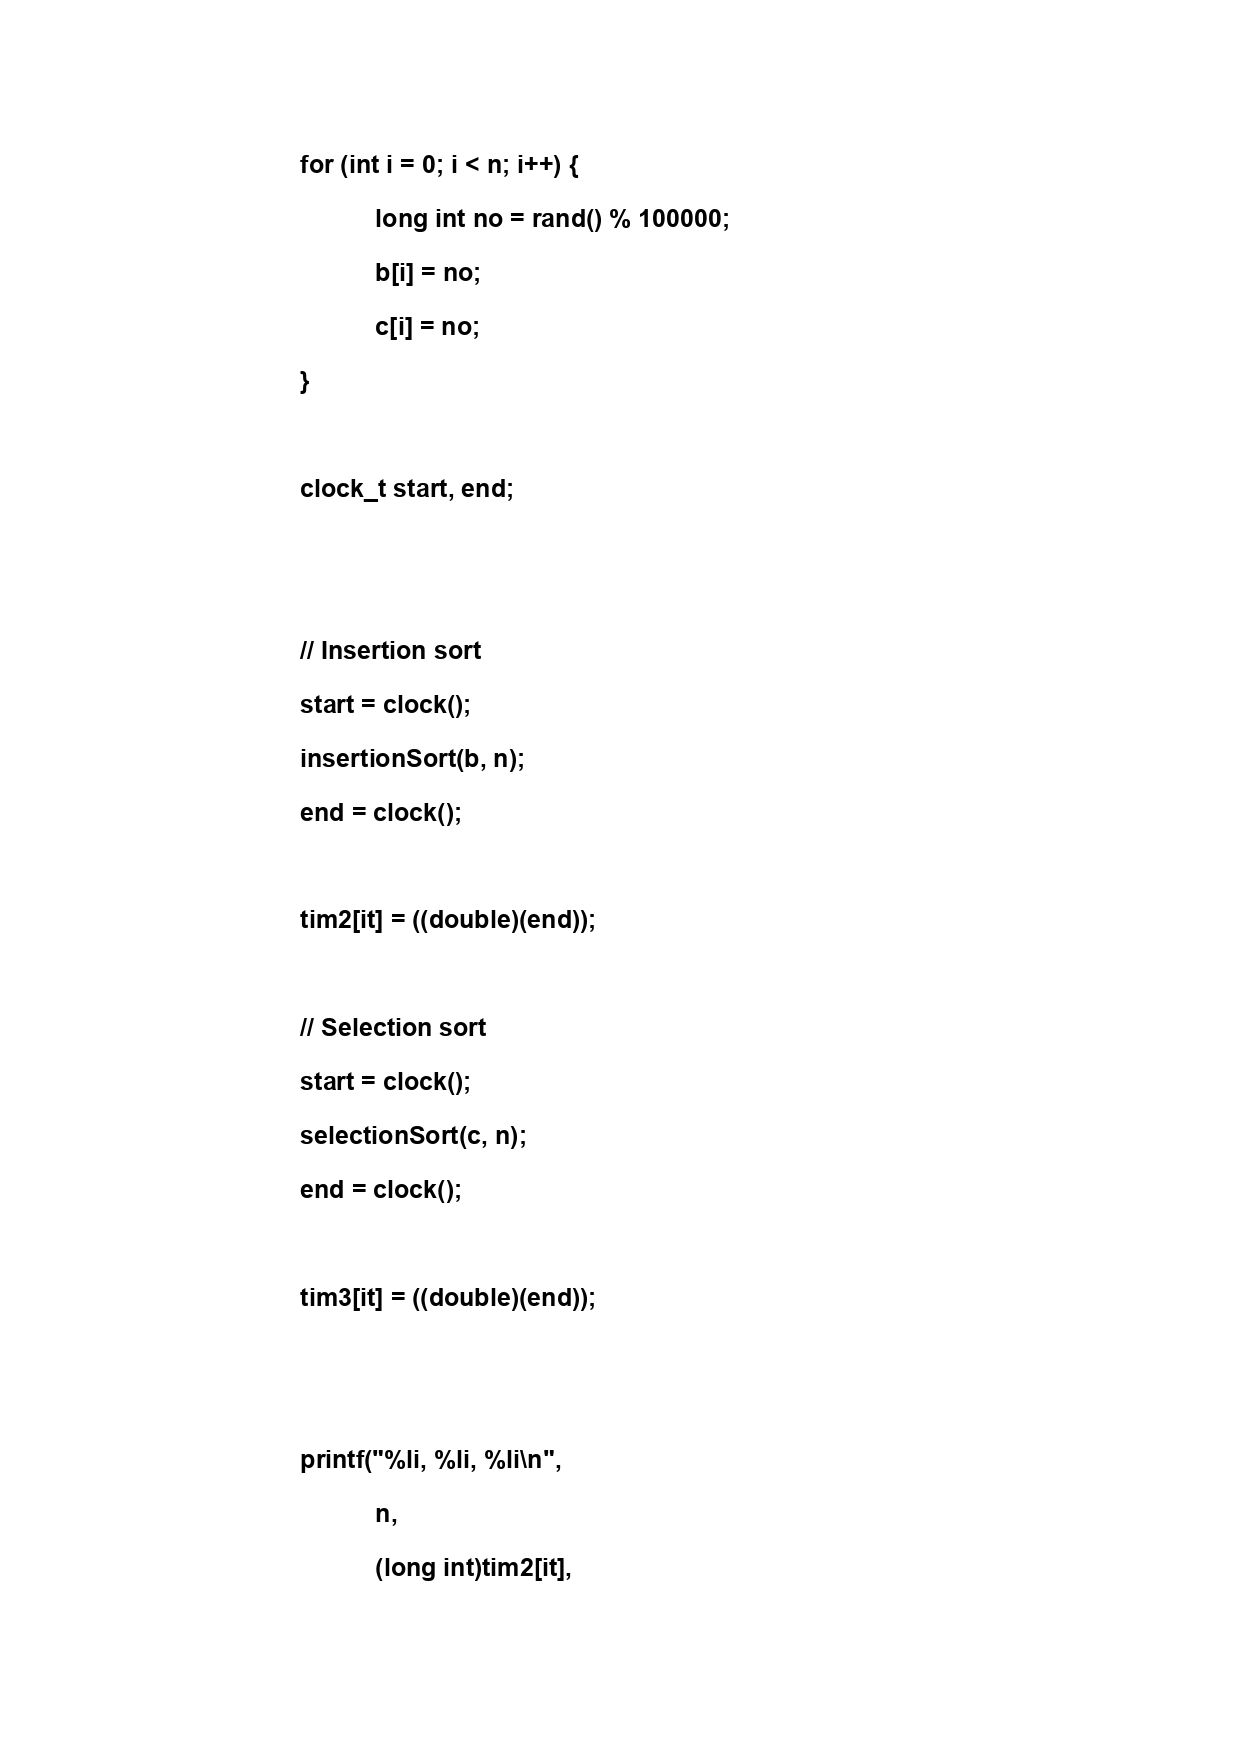 for (int i = 0; i < n; i++) {
long int no = rand() % 100000;
b[i] = no;
c[i] = no;
}
clock_t start, end;
// Insertion sort
start = clock();
insertionSort(b, n);
end = clock();
tim2[it] = ((double)(end));
// Selection sort
start = clock();
selectionSort(c, n);
end = clock();
tim3[it] = ((double)(end));
printf("%li, %li, %li\n",
n,
(long int)tim2[it],